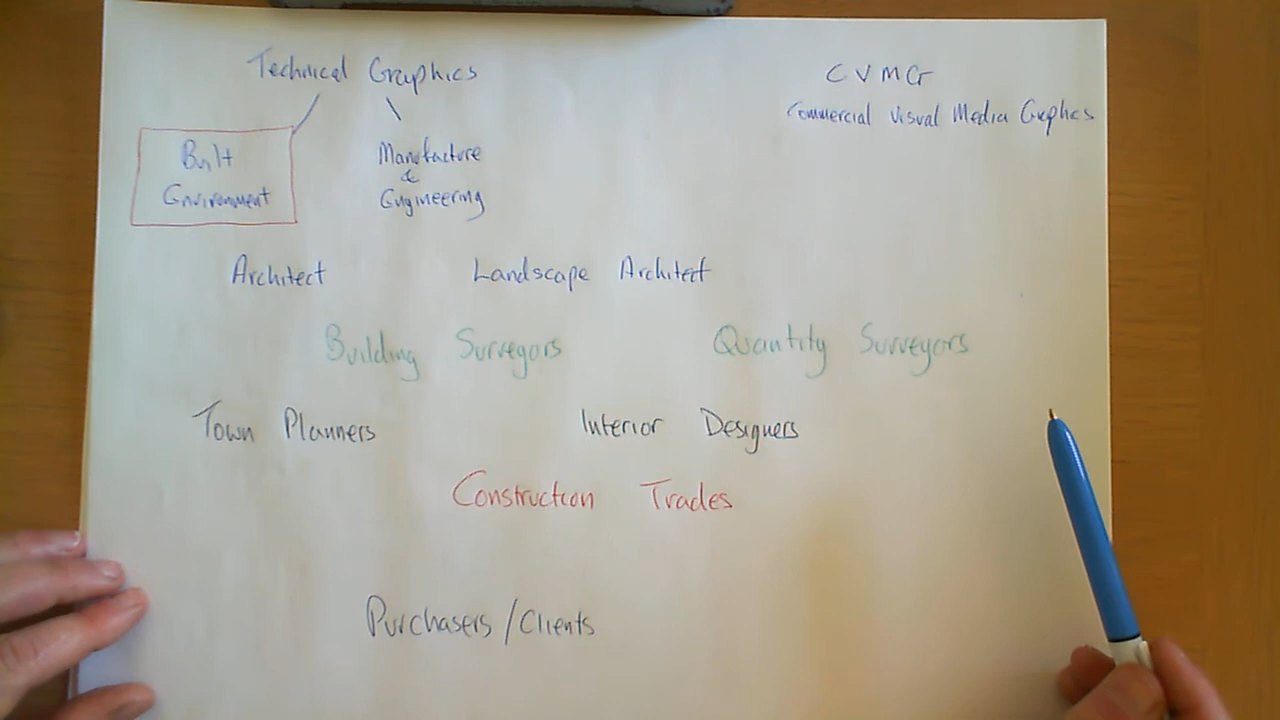 Technical Graphics
CVMG
Commercial Visual Media Graphics
Built
Environment
Manufacture
&
Engineering
Architect
Landscape Architect
Building Surveyors
Quantity Surveyors
Town Planners
Interior Designers
Construction Trades
Purchasers/Clients